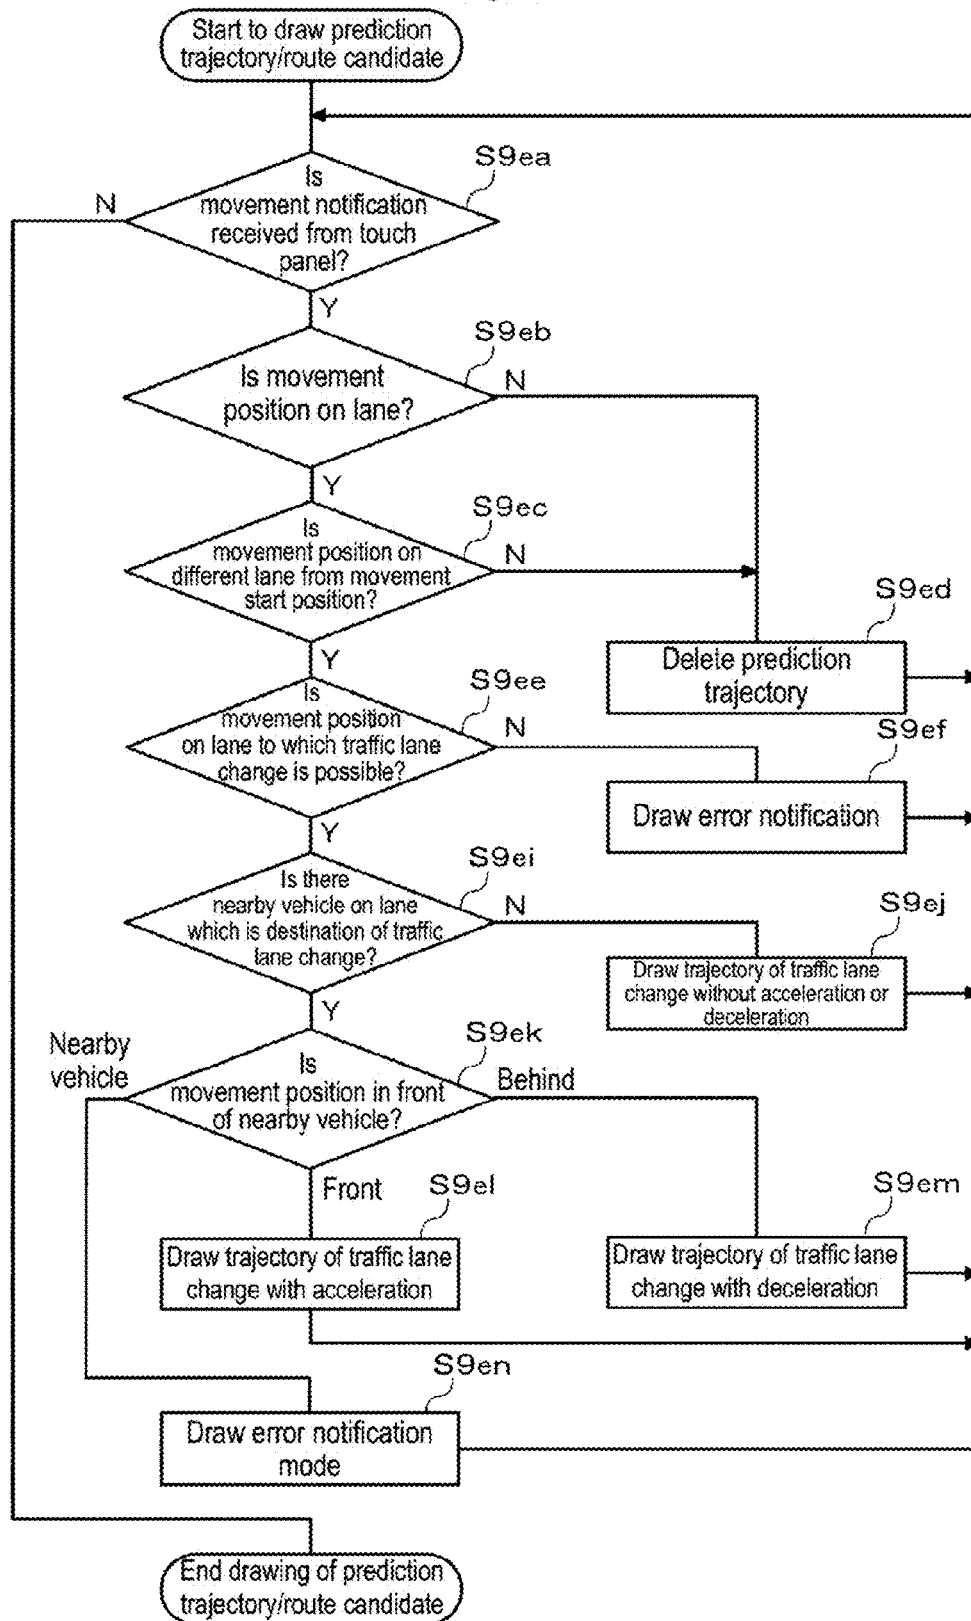 Start to draw prediction
trajectory/route candidate
S9ea
N
Is
movement notification
received from touch
panel?
Y
S9eb
Is movement
position on lane?
N
Y
S9ec
Is
movement position on
different lane from movement
start position?
N
Y
S9ed
Delete prediction
trajectory
S9ee
Is
movement position
on lane to which traffic lane
change is possible?
N
Y
S9ef
Draw error notification
S9ei
Is there
nearby vehicle on lane
which is destination of traffic
lane change?
N
Y
S9ej
Draw trajectory of traffic lane
change without acceleration or
deceleration
S9ek
Nearby
vehicle
Is
movement position in front
of nearby vehicle?
Behind
Front
S9el
Draw trajectory of traffic lane
change with acceleration
S9em
Draw trajectory of traffic lane
change with deceleration
S9en
Draw error notification
mode
End drawing of prediction
trajectory/route candidate